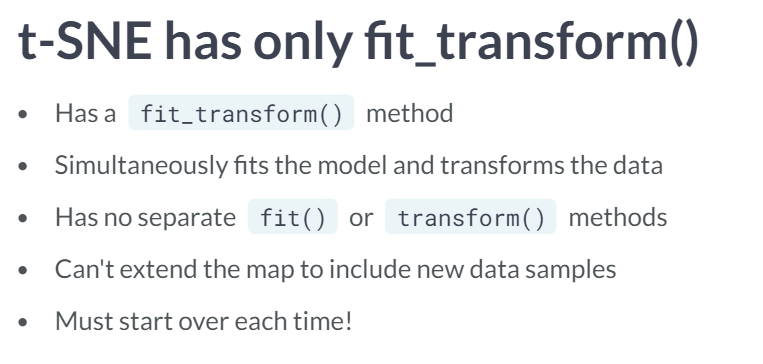 t-SNE has only fit_transform()
• Has a fit_transform() method
• Simultaneously fits the model and transforms the data
• Has no separate fit() or transform() methods
• Can't extend the map to include new data samples
• Must start over each time!